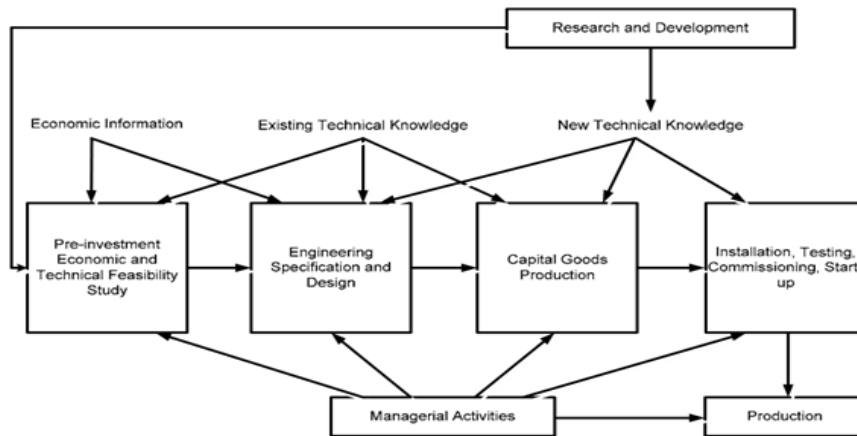 Research and Development
Economic Information
Existing Technical Knowledge
New Technical Knowledge
Pre-investment
Economic and
Technical Feasibility
Study
Engineering
Specification and
Design
Capital Goods
Production
Installation, Testing,
Commissioning, Start
up
Managerial Activities
Production